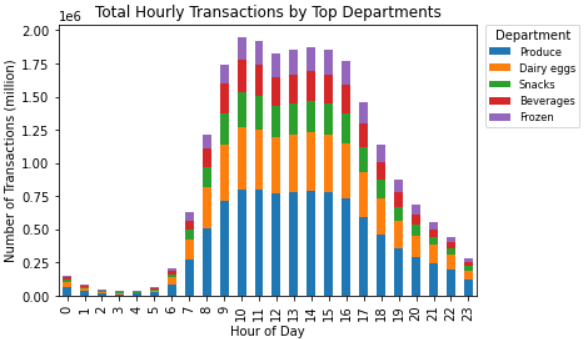 Total Hourly Transactions by Top Departments
1e6
Number of Transactions (million)
2.00
1.75
1.50
1.25
1.00
0.75
0.50
0.25
0.00
0 1 2 3 4 5 6 7 8 9 10 11 12 13 14 15 16 17 18 19 20 21 22 23
Hour of Day
Department
Produce
Dairy eggs
Snacks
Beverages
Frozen